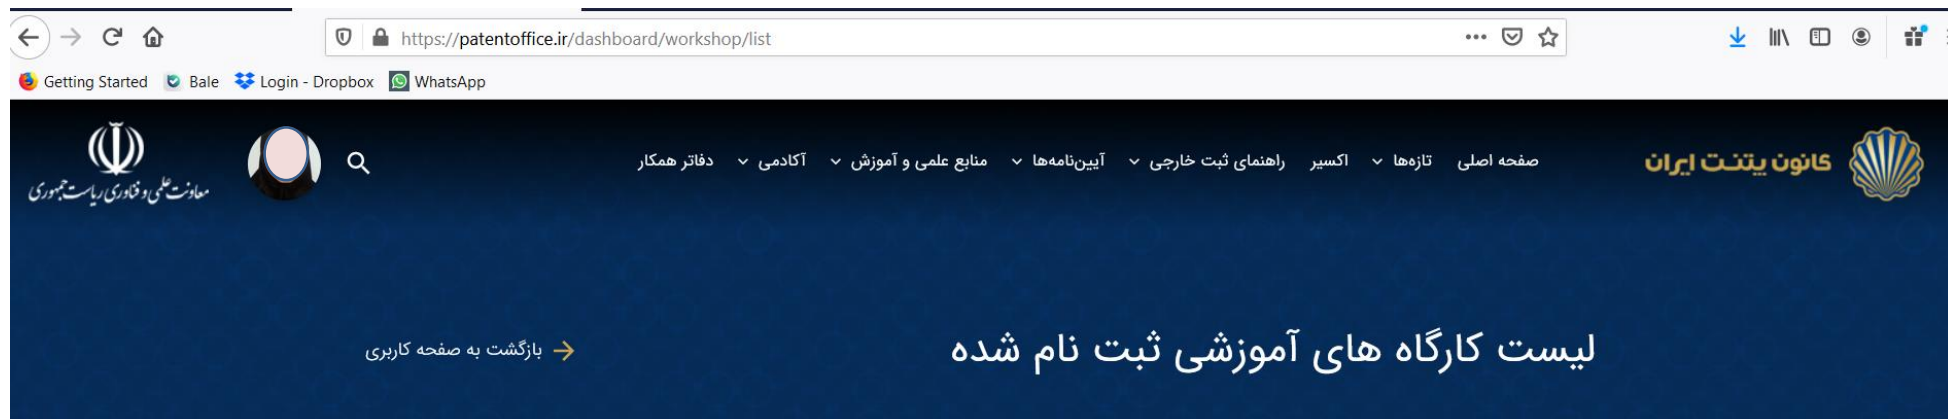 https://patentoffice.ir/dashboard/workshop/list
Getting Started Bale Login - Dropbox WhatsApp
کانون پتنت ایران
صفحه اصلی تازه‌ها اکسیر راهنمای ثبت خارجی آیین‌نامه‌ها منابع علمی و آموزش آکادمی دفاتر همکار
معاونت علمی و فناوری ریاست جمهوری
لیست کارگاه های آموزشی ثبت نام شده
بازگشت به صفحه کاربری